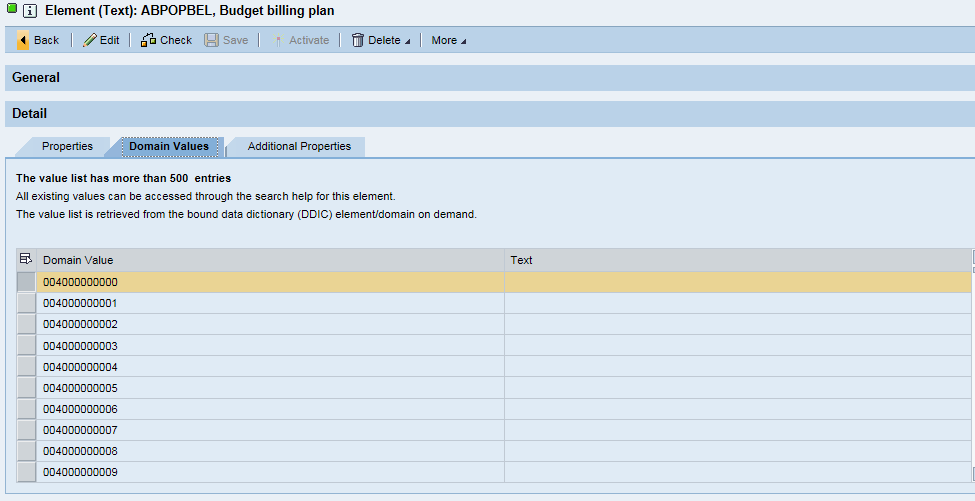 Element (Text): ABPOPBEL, Budget billing plan
Back Edit Check Save Activate Delete More
General
Detail
Properties Domain Values Additional Properties
The value list has more than 500 entries
All existing values can be accessed through the search help for this element.
The value list is retrieved from the bound data dictionary (DDIC) element/domain on demand.
Domain Value Text
004000000000
004000000001
004000000002
004000000003
004000000004
004000000005
004000000006
004000000007
004000000008
004000000009